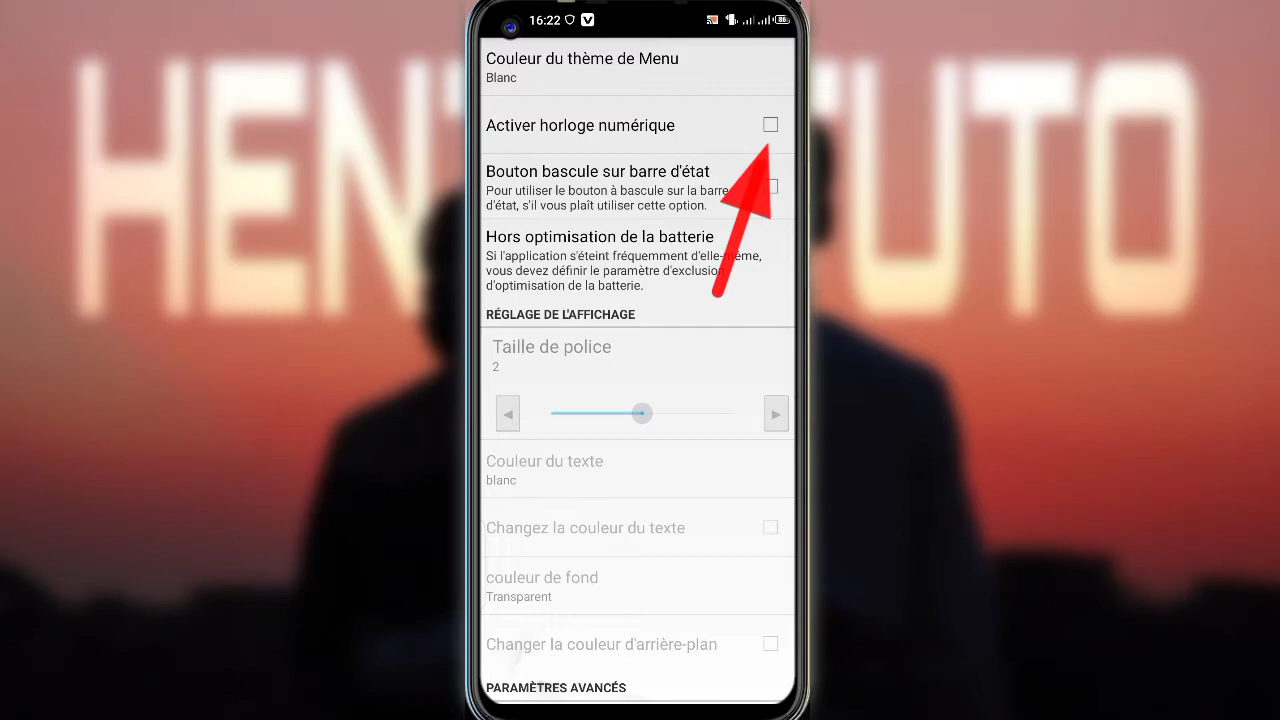 16:22
86
Couleur du thème de Menu
Blanc
Activer horloge numérique
Bouton bascule sur barre d'état
Pour utiliser le bouton à bascule sur la barre
d'état, s'il vous plaît utiliser cette option.
Hors optimisation de la batterie
Si l'application s'éteint fréquemment d'elle-même,
vous devez définir le paramètre d'exclusion
d'optimisation de la batterie.
RÉGLAGE DE L'AFFICHAGE
Taille de police
2
Couleur du texte
blanc
Changez la couleur du texte
couleur de fond
Transparent
Changer la couleur d'arrière-plan
PARAMÈTRES AVANCÉS